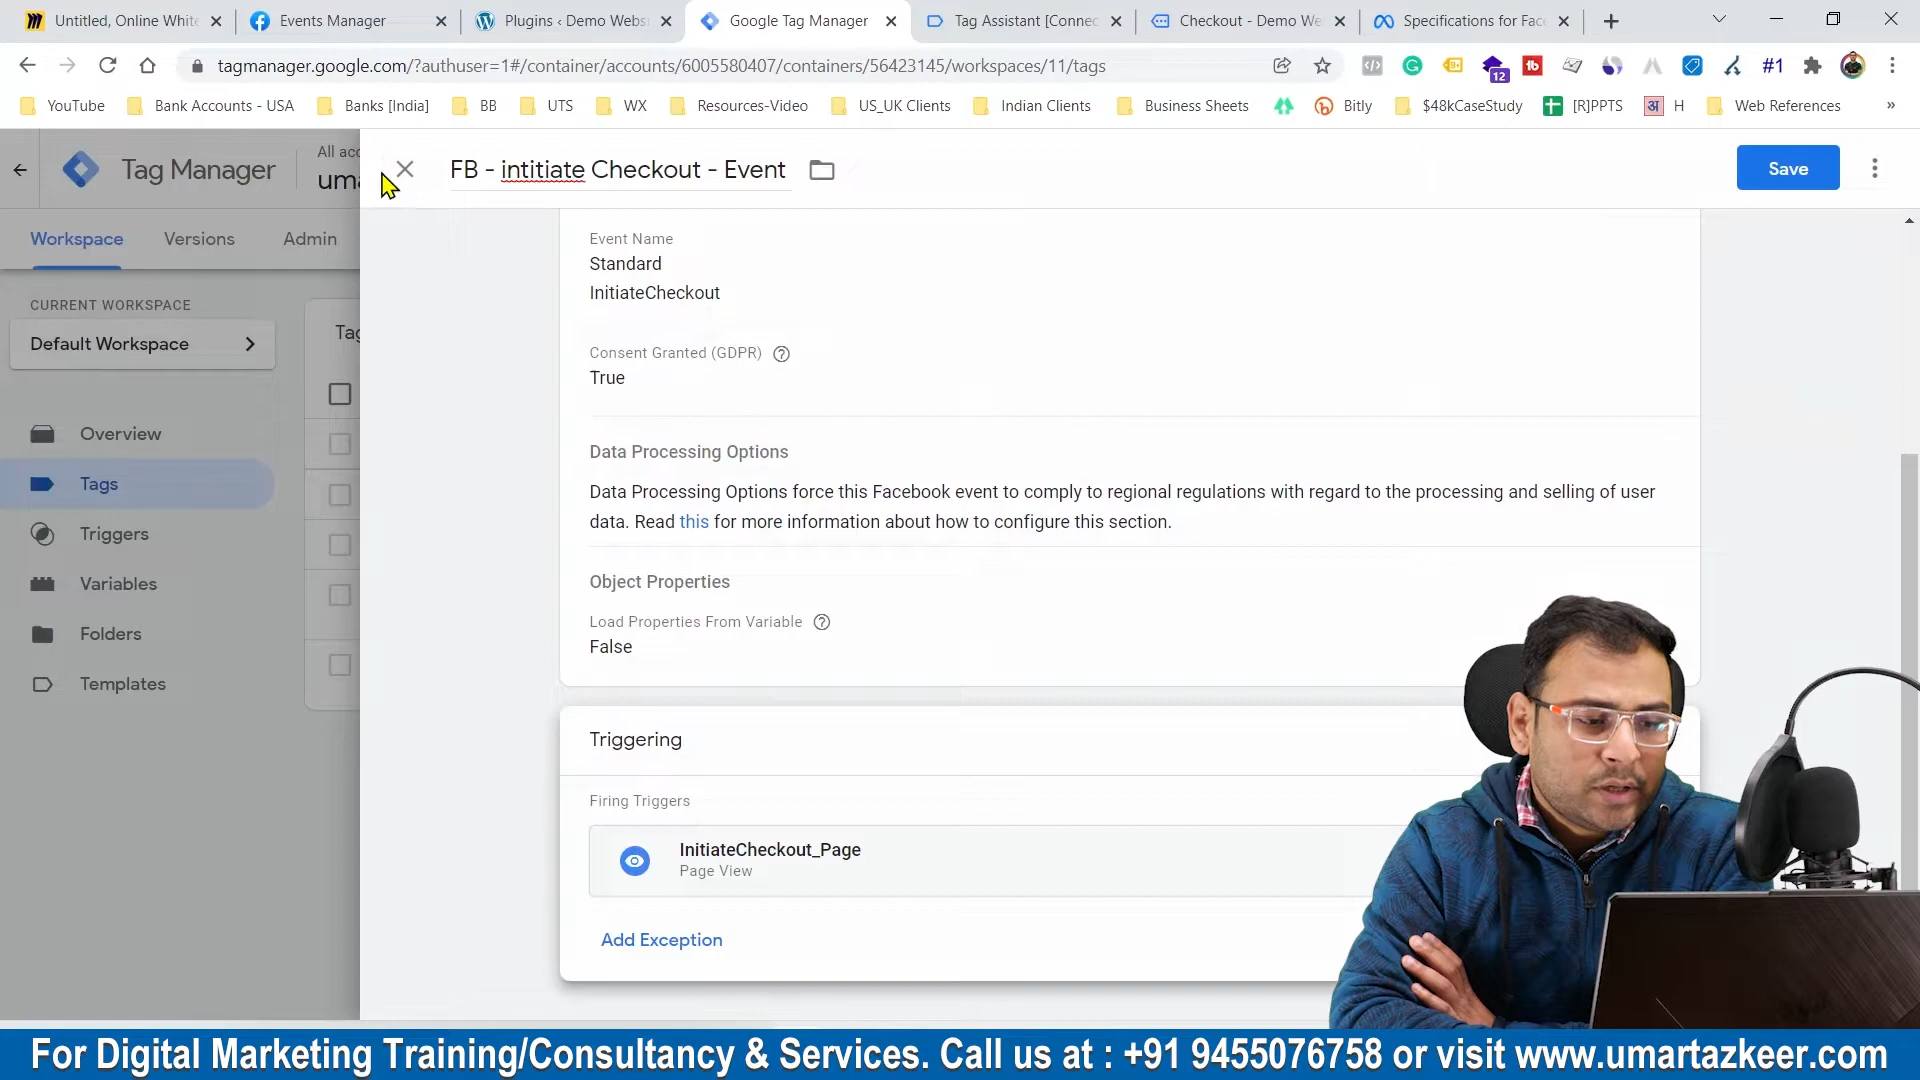 Untitled, Online White
Events Manager
Plugins ‹ Demo Webs
Google Tag Manager
Tag Assistant [Connec
Checkout - Demo We
Specifications for Face
tagmanager.google.com/?authuser=1#/container/accounts/6005580407/containers/56423145/workspaces/11/tags
12
#1
YouTube
Bank Accounts - USA
Banks [India]
BB
UTS
WX
Resources-Video
US_UK Clients
Indian Clients
Business Sheets
Bitly
$48kCaseStudy
[R]PPTS
अ
H
Web References
»
Tag Manager
All acc
uma
FB - intitiate Checkout - Event
Save
Workspace
Versions
Admin
CURRENT WORKSPACE
Default Workspace
Overview
Tags
Triggers
Variables
Folders
Templates
Tag
Event Name
Standard
InitiateCheckout
Consent Granted (GDPR)
True
Data Processing Options
Data Processing Options force this Facebook event to comply to regional regulations with regard to the processing and selling of user
data. Read this for more information about how to configure this section.
Object Properties
Load Properties From Variable
False
Triggering
Firing Triggers
InitiateCheckout_Page
Page View
Add Exception
For Digital Marketing Training/Consultancy & Services. Call us at : +91 9455076758 or visit www.umartazkeer.com